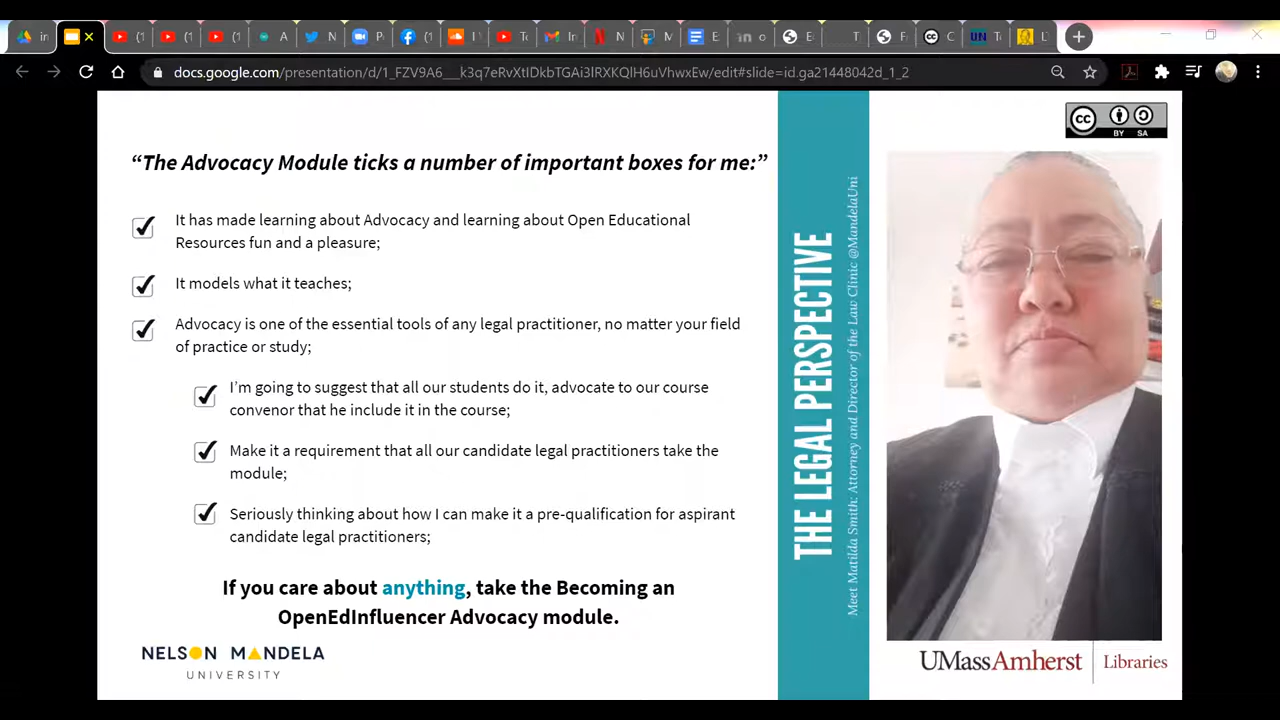 docs.google.com/presentation/d/1_FZV9A6___k3q7eRvXtIDkbTGAi3lRXKQlH6uVhwxEw/edit#slide=id.ga21448042d_1_2
“The Advocacy Module ticks a number of important boxes for me:”
It has made learning about Advocacy and learning about Open Educational
Resources fun and a pleasure;
It models what it teaches;
Advocacy is one of the essential tools of any legal practitioner, no matter your field
of practice or study;
I’m going to suggest that all our students do it, advocate to our course
convenor that he include it in the course;
Make it a requirement that all our candidate legal practitioners take the
module;
Seriously thinking about how I can make it a pre-qualification for aspirant
candidate legal practitioners;
If you care about anything, take the Becoming an
OpenEdInfluencer Advocacy module.
NELSON MANDELA
UNIVERSITY
THE LEGAL PERSPECTIVE
Meet Matilda Smith: Attorney and Director of the Law Clinic @MandelaUni
CC BY SA
UMassAmherst Libraries